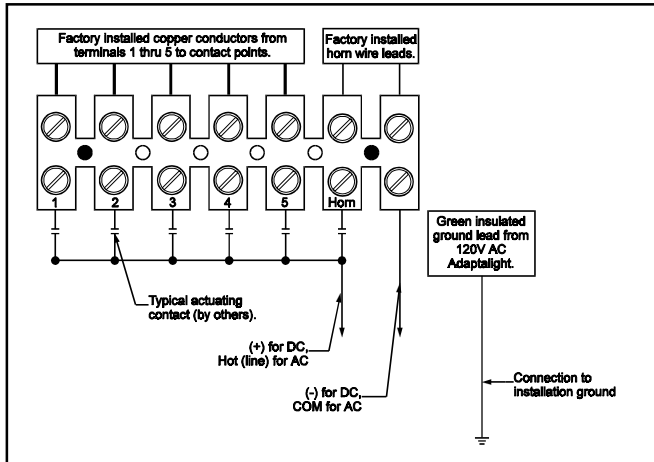 Factory installed copper conductors from
terminals 1 thru 5 to contact points.
Factory installed
horn wire leads.
1 2 3 4 5 Horn
Green insulated
ground lead from
120V AC
Adaptalight.
Typical actuating
contact (by others).
(+) for DC,
Hot (line) for AC
(-) for DC,
COM for AC
Connection to
installation ground